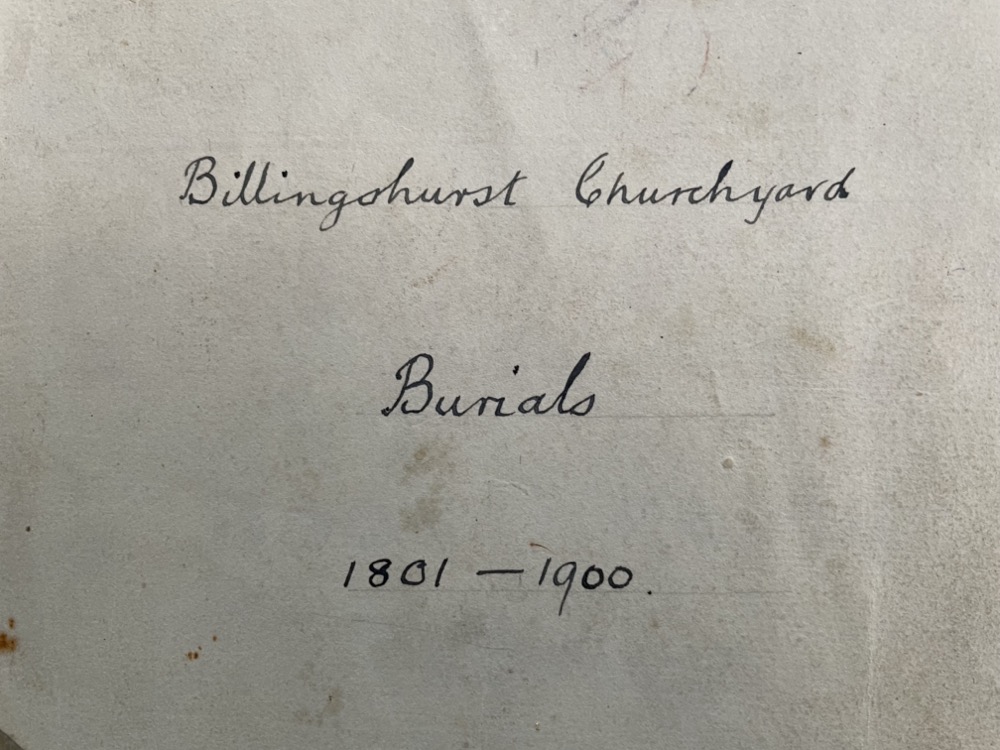 Billingshurst Churchyard
Burials
1801 — 1900.